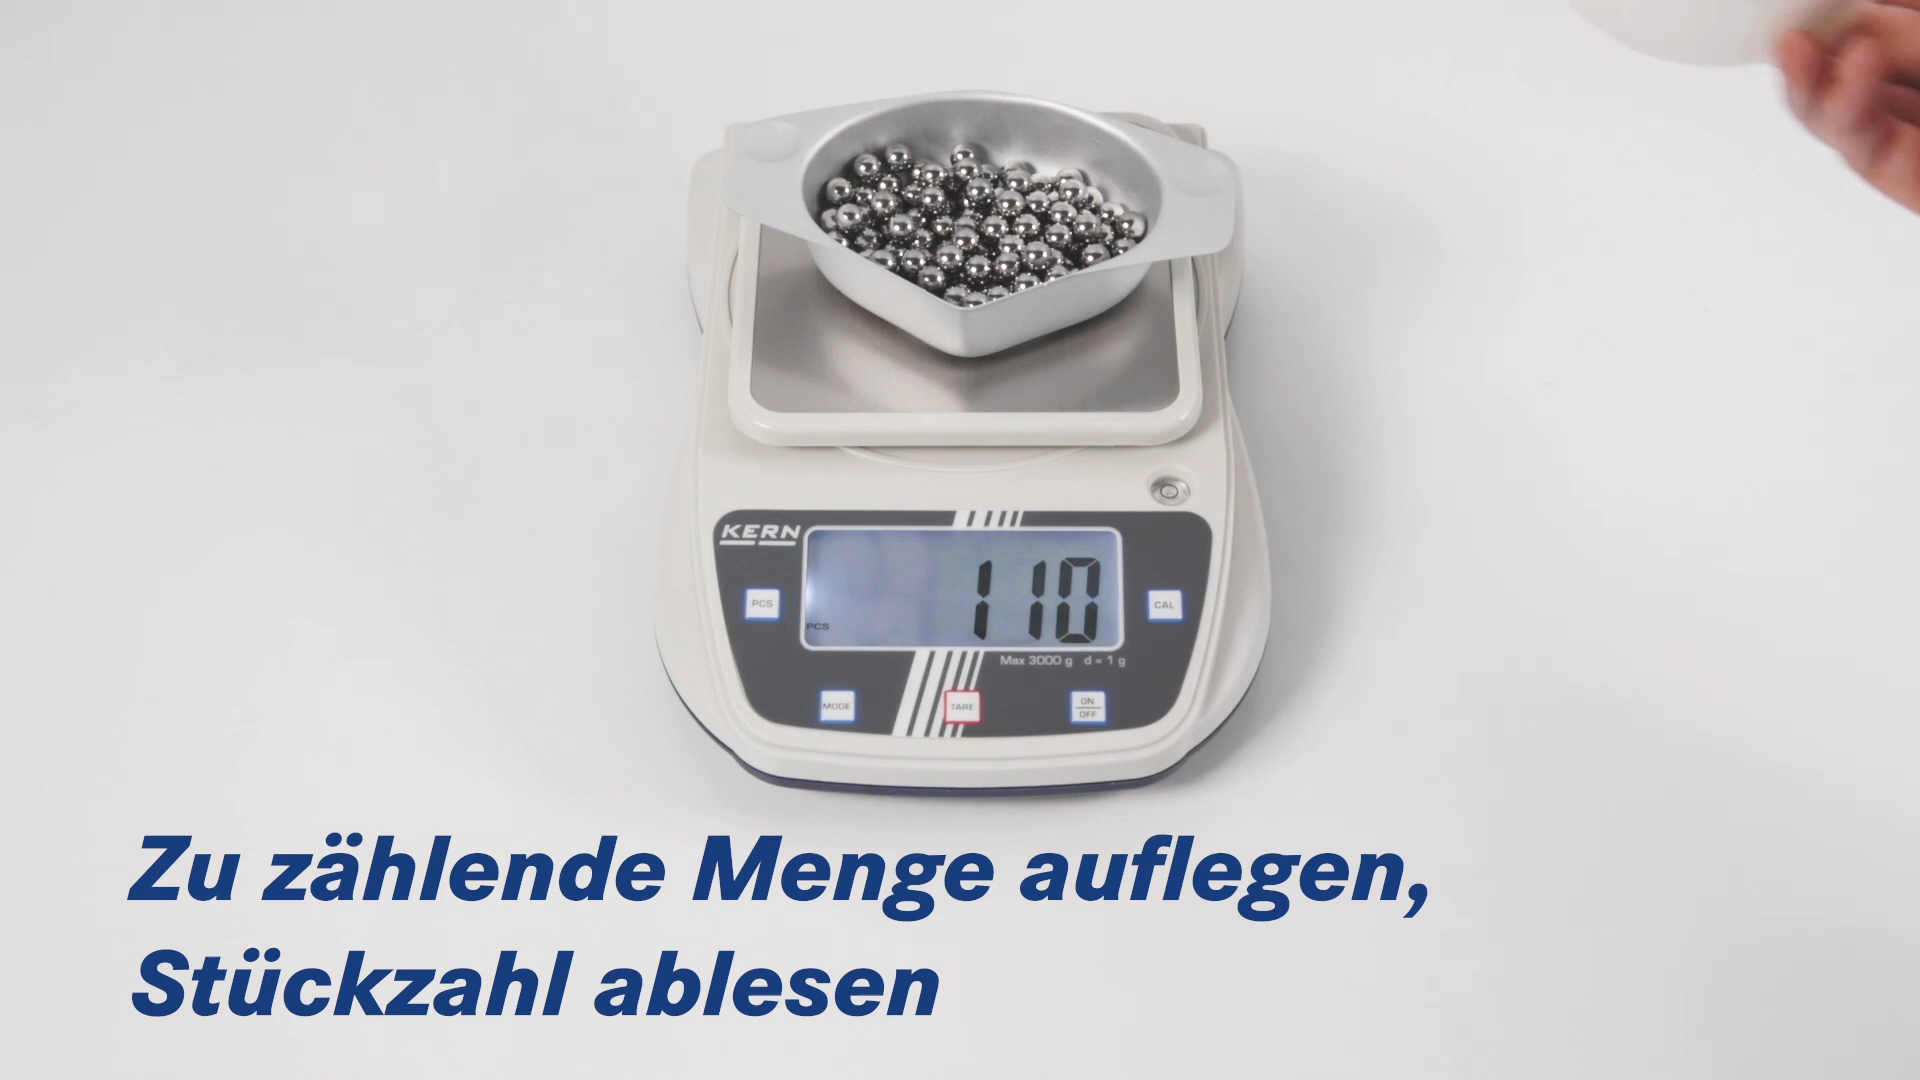 KERN
110
PCS
PCS
CAL
Max 3000 g d = 1 g
MODE
TARE
ON
OFF
Zu zählende Menge auflegen,
Stückzahl ablesen